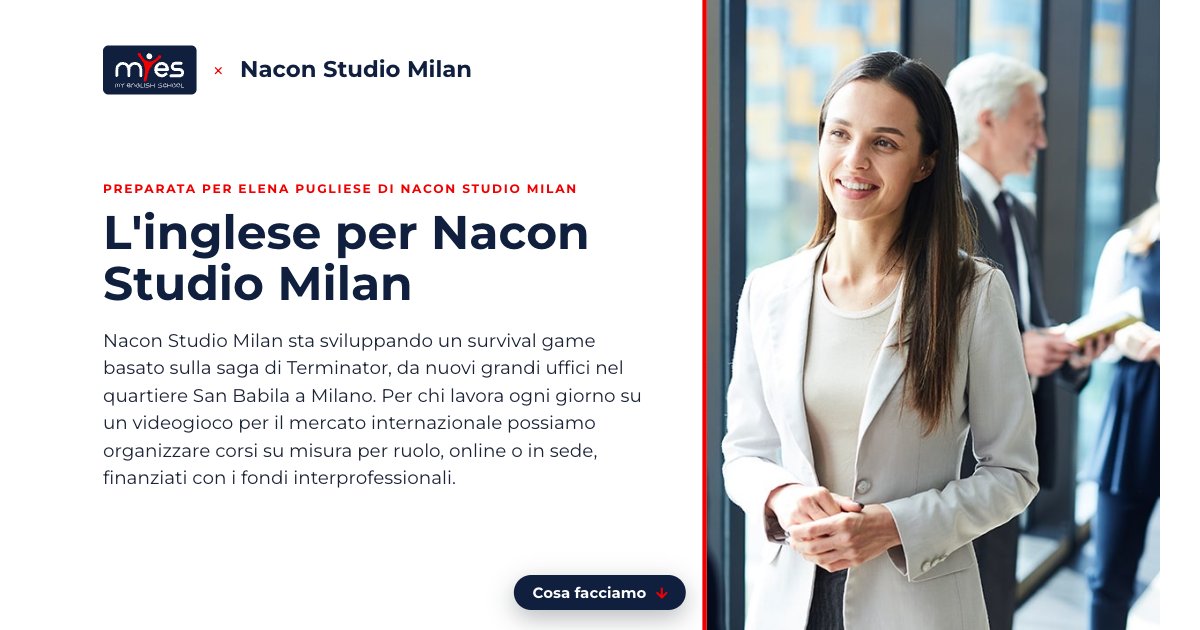 myes
MY ENGLISH SCHOOL
× Nacon Studio Milan
PREPARATA PER ELENA PUGLIESE DI NACON STUDIO MILAN
L'inglese per Nacon
Studio Milan
Nacon Studio Milan sta sviluppando un survival game
basato sulla saga di Terminator, da nuovi grandi uffici nel
quartiere San Babila a Milano. Per chi lavora ogni giorno su
un videogioco per il mercato internazionale possiamo
organizzare corsi su misura per ruolo, online o in sede,
finanziati con i fondi interprofessionali.
Cosa facciamo ↓